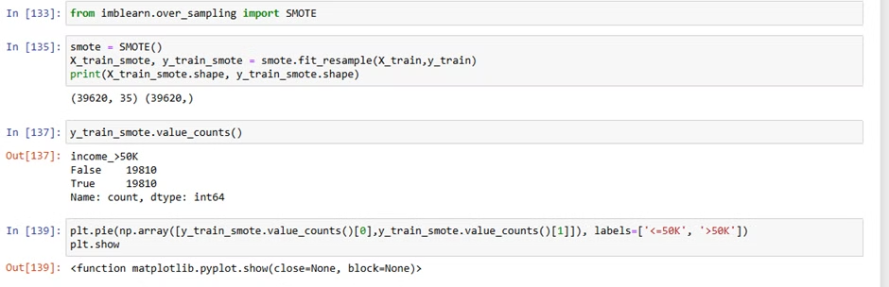 In [133]: from imblearn.over_sampling import SMOTE
In [135]: smote = SMOTE()
X_train_smote, y_train_smote = smote.fit_resample(X_train,y_train)
print(X_train_smote.shape, y_train_smote.shape)
(39620, 35) (39620,)
In [137]: y_train_smote.value_counts()
Out[137]: income_>50K
False    19810
True     19810
Name: count, dtype: int64
In [139]: plt.pie(np.array([y_train_smote.value_counts()[0],y_train_smote.value_counts()[1]]), labels=['<=50K', '>50K'])
plt.show
Out[139]: <function matplotlib.pyplot.show(close=None, block=None)>